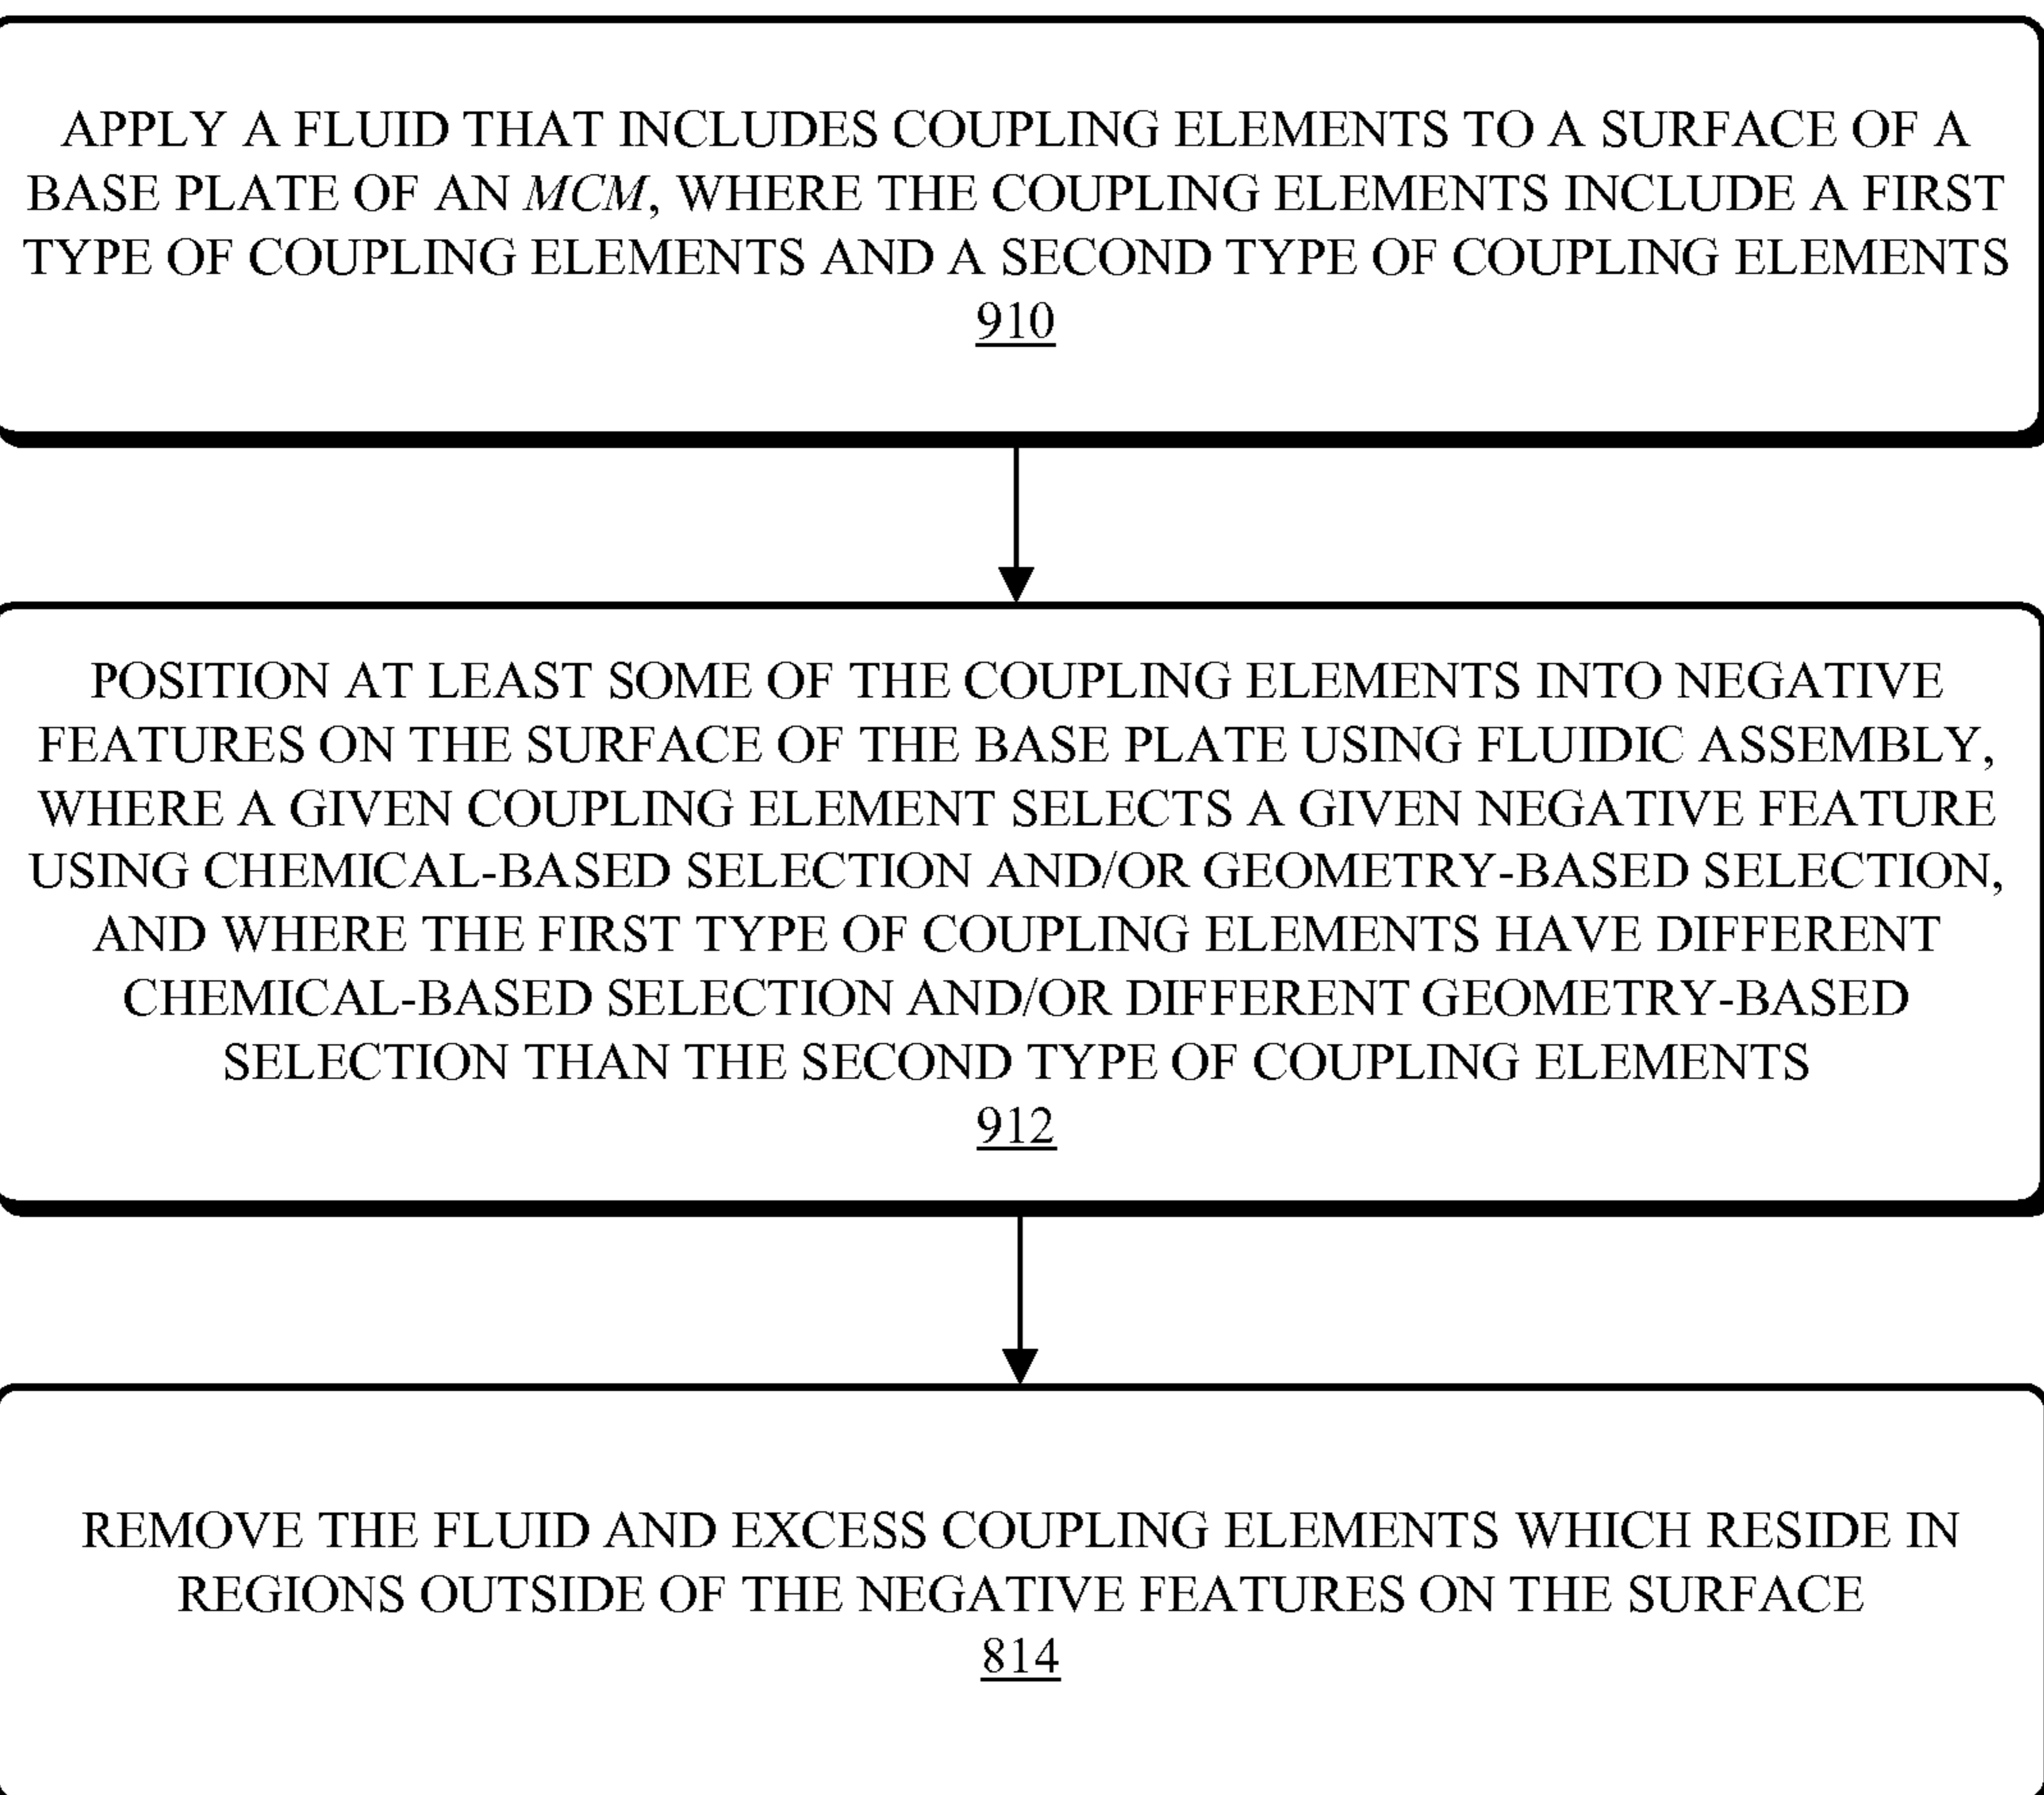 APPLY A FLUID THAT INCLUDES COUPLING ELEMENTS TO A SURFACE OF A
BASE PLATE OF AN MCM, WHERE THE COUPLING ELEMENTS INCLUDE A FIRST
TYPE OF COUPLING ELEMENTS AND A SECOND TYPE OF COUPLING ELEMENTS
910
POSITION AT LEAST SOME OF THE COUPLING ELEMENTS INTO NEGATIVE
FEATURES ON THE SURFACE OF THE BASE PLATE USING FLUIDIC ASSEMBLY,
WHERE A GIVEN COUPLING ELEMENT SELECTS A GIVEN NEGATIVE FEATURE
USING CHEMICAL-BASED SELECTION AND/OR GEOMETRY-BASED SELECTION,
AND WHERE THE FIRST TYPE OF COUPLING ELEMENTS HAVE DIFFERENT
CHEMICAL-BASED SELECTION AND/OR DIFFERENT GEOMETRY-BASED
SELECTION THAN THE SECOND TYPE OF COUPLING ELEMENTS
912
REMOVE THE FLUID AND EXCESS COUPLING ELEMENTS WHICH RESIDE IN
REGIONS OUTSIDE OF THE NEGATIVE FEATURES ON THE SURFACE
814